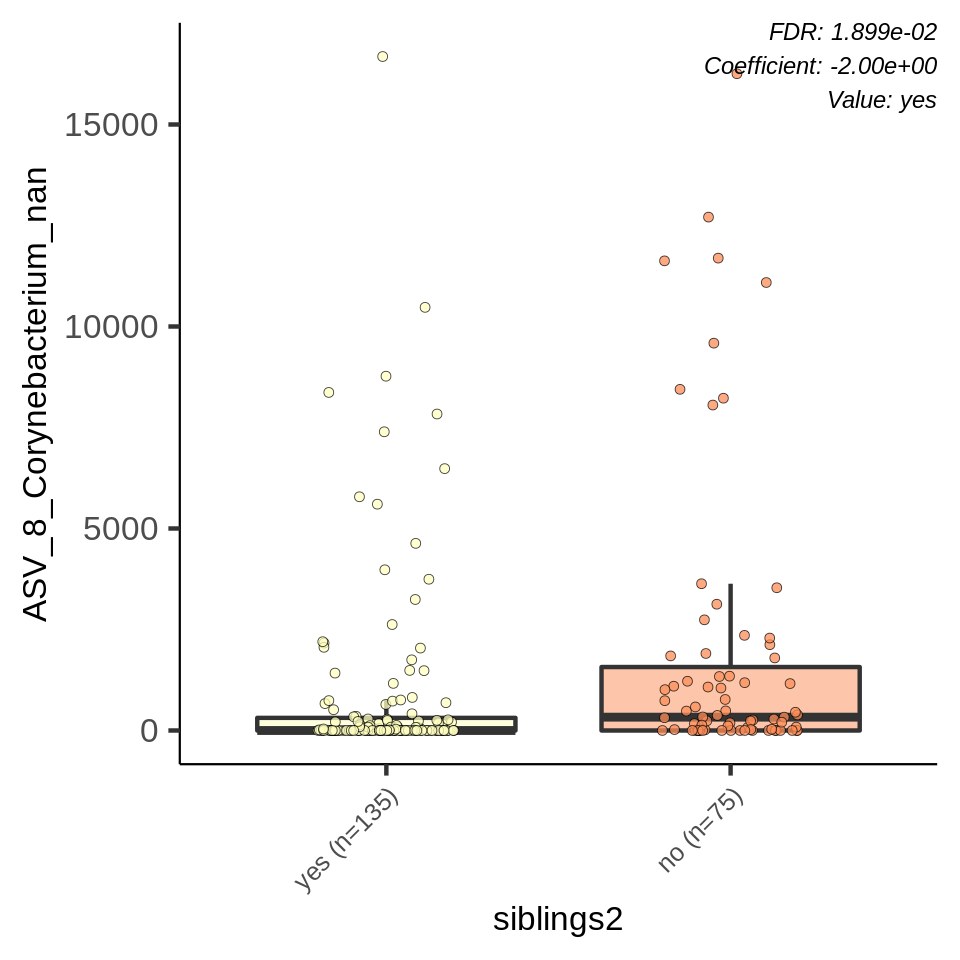 FDR: 1.899e-02
Coefficient: -2.00e+00
Value: yes
ASV_8_Corynebacterium_nan
15000
10000
5000
0
yes (n=135)
no (n=75)
siblings2